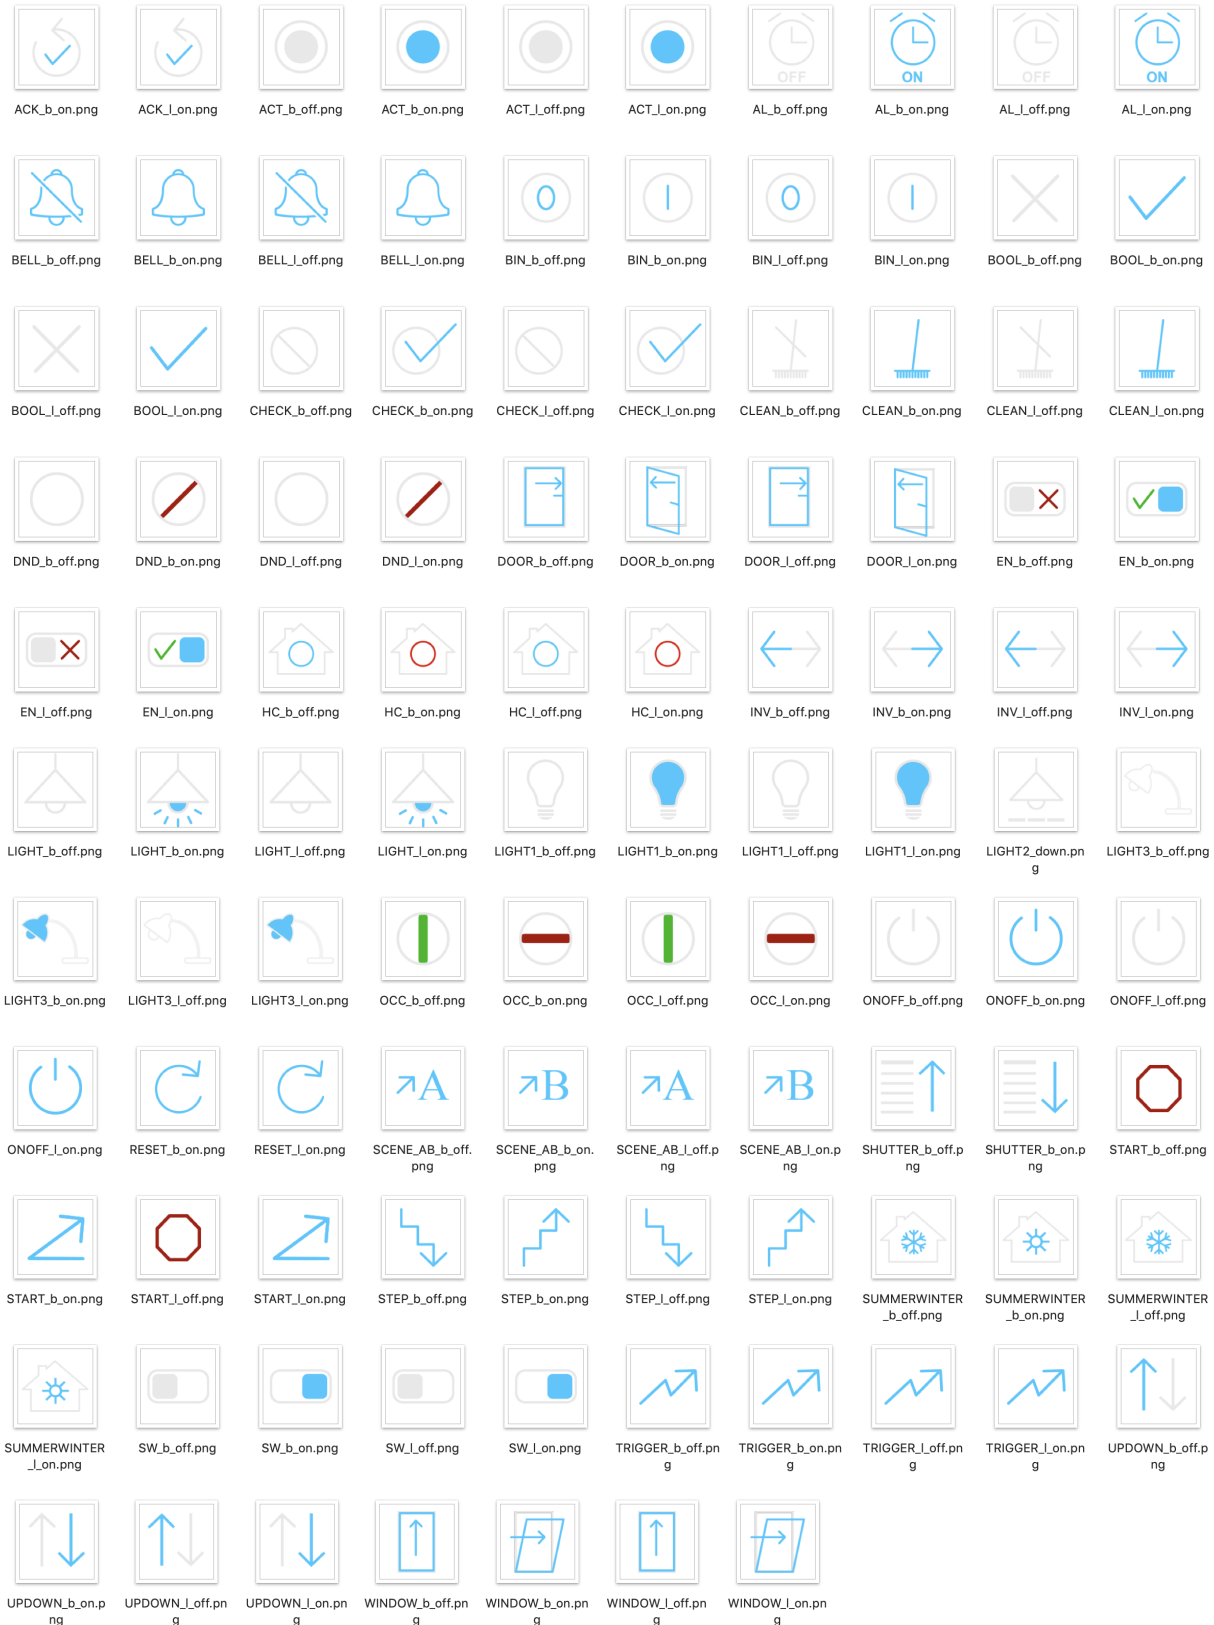 OFF ON OFF ON
ACK_b_on.png ACK_l_on.png ACT_b_off.png ACT_b_on.png ACT_l_off.png ACT_l_on.png AL_b_off.png AL_b_on.png AL_l_off.png AL_l_on.png
0 | 0 |
BELL_b_off.png BELL_b_on.png BELL_l_off.png BELL_l_on.png BIN_b_off.png BIN_b_on.png BIN_l_off.png BIN_l_on.png BOOL_b_off.png BOOL_b_on.png
BOOL_l_off.png BOOL_l_on.png CHECK_b_off.png CHECK_b_on.png CHECK_l_off.png CHECK_l_on.png CLEAN_b_off.png CLEAN_b_on.png CLEAN_l_off.png CLEAN_l_on.png
DND_b_off.png DND_b_on.png DND_l_off.png DND_l_on.png DOOR_b_off.png DOOR_b_on.png DOOR_l_off.png DOOR_l_on.png EN_b_off.png EN_b_on.png
EN_l_off.png EN_l_on.png HC_b_off.png HC_b_on.png HC_l_off.png HC_l_on.png INV_b_off.png INV_b_on.png INV_l_off.png INV_l_on.png
LIGHT_b_off.png LIGHT_b_on.png LIGHT_l_off.png LIGHT_l_on.png LIGHT1_b_off.png LIGHT1_b_on.png LIGHT1_l_off.png LIGHT1_l_on.png LIGHT2_down.pn LIGHT3_b_off.png
g
LIGHT3_b_on.png LIGHT3_l_off.png LIGHT3_l_on.png OCC_b_off.png OCC_b_on.png OCC_l_off.png OCC_l_on.png ONOFF_b_off.png ONOFF_b_on.png ONOFF_l_off.png
A B A B
ONOFF_l_on.png RESET_b_on.png RESET_l_on.png SCENE_AB_b_off. SCENE_AB_b_on. SCENE_AB_l_off.p SCENE_AB_l_on.p SHUTTER_b_off.p SHUTTER_b_on.p START_b_off.png
png png ng ng ng ng
START_b_on.png START_l_off.png START_l_on.png STEP_b_off.png STEP_b_on.png STEP_l_off.png STEP_l_on.png SUMMERWINTER SUMMERWINTER SUMMERWINTER
_b_off.png _b_on.png _l_off.png
SUMMERWINTER SW_b_off.png SW_b_on.png SW_l_off.png SW_l_on.png TRIGGER_b_off.pn TRIGGER_b_on.pn TRIGGER_l_off.pn TRIGGER_l_on.pn UPDOWN_b_off.p
_l_on.png g g g g ng
UPDOWN_b_on.p UPDOWN_l_off.pn UPDOWN_l_on.pn WINDOW_b_off.pn WINDOW_b_on.pn WINDOW_l_off.pn WINDOW_l_on.pn
ng g g g g g g